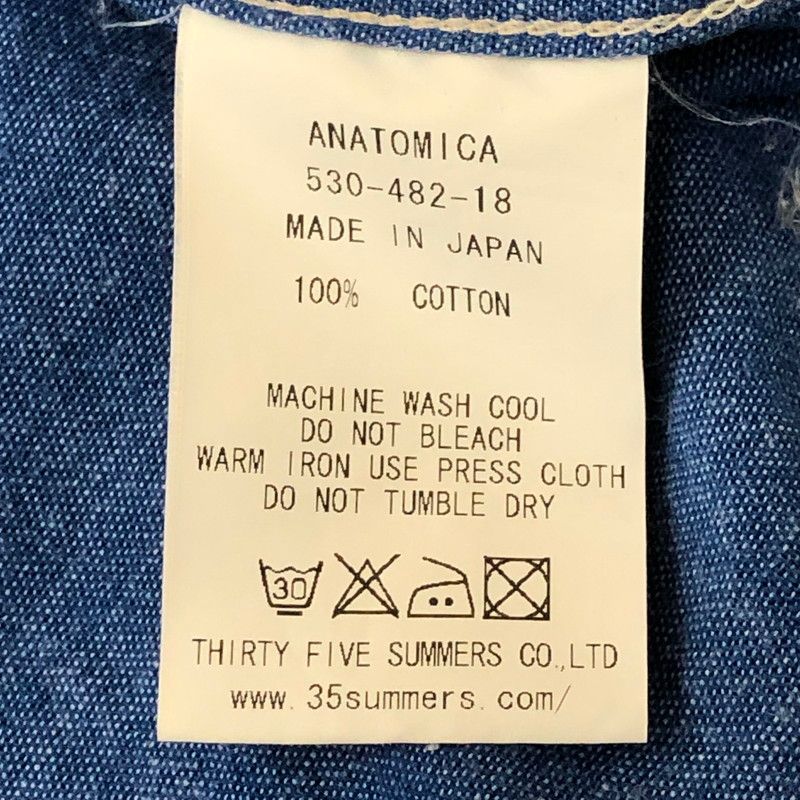 ANATOMICA
530-482-18
MADE IN JAPAN
100% COTTON
MACHINE WASH COOL
DO NOT BLEACH
WARM IRON USE PRESS CLOTH
DO NOT TUMBLE DRY
30
THIRTY FIVE SUMMERS CO.,LTD
www.35summers.com/